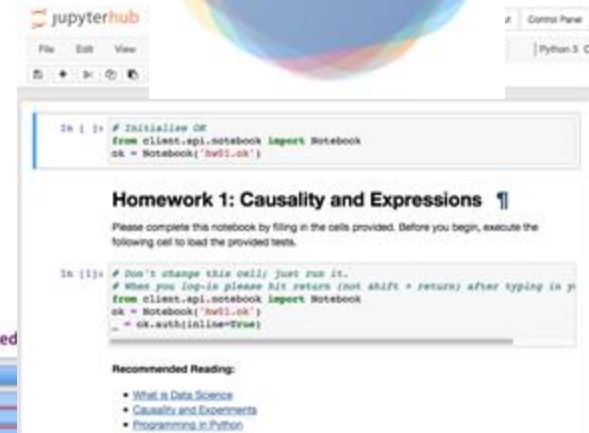 jupyterhub
Control Panel
File Edit View
Python 3
In [ ]: # Initialize OK
from client.api.notebook import Notebook
ok = Notebook('hw01.ok')
Homework 1: Causality and Expressions ¶
Please complete this notebook by filling in the cells provided. Before you begin, execute the
following cell to load the provided tests.
In [1]: # Don't change this cell; just run it.
# When you log-in please hit return (not shift + return) after typing in y
from client.api.notebook import Notebook
ok = Notebook('hw01.ok')
_ = ok.auth(inline=True)
ed
Recommended Reading:
• What is Data Science
• Causality and Experiments
• Programming in Python